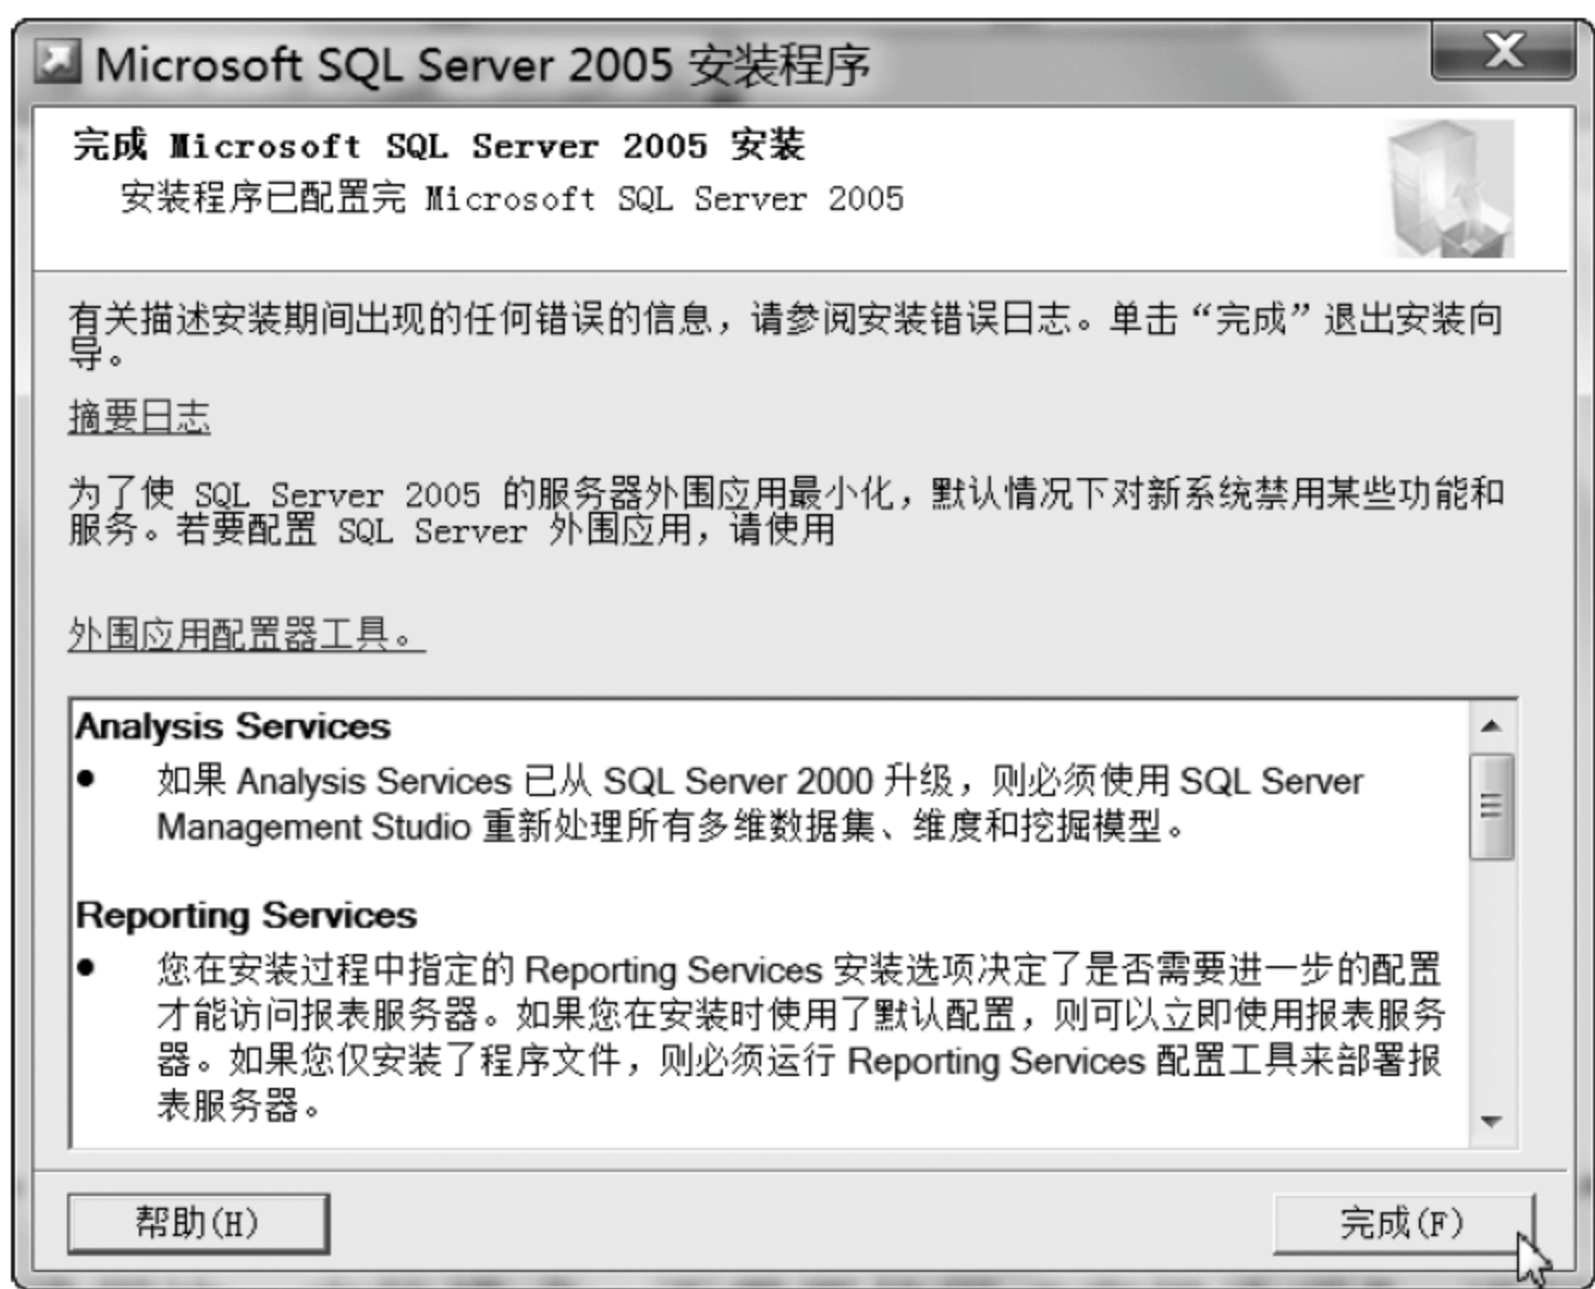 Microsoft SQL Server 2005 安装程序
完成 Microsoft SQL Server 2005 安装
安装程序已配置完 Microsoft SQL Server 2005
有关描述安装期间出现的任何错误的信息，请参阅安装错误日志。单击“完成”退出安装向
导。
摘要日志
为了使 SQL Server 2005 的服务器外围应用最小化，默认情况下对新系统禁用某些功能和
服务。若要配置 SQL Server 外围应用，请使用
外围应用配置器工具。
Analysis Services
● 如果 Analysis Services 已从 SQL Server 2000 升级，则必须使用 SQL Server
Management Studio 重新处理所有多维数据集、维度和挖掘模型。
Reporting Services
● 您在安装过程中指定的 Reporting Services 安装选项决定了是否需要进一步的配置
才能访问报表服务器。如果您在安装时使用了默认配置，则可以立即使用报表服务
器。如果您仅安装了程序文件，则必须运行 Reporting Services 配置工具来部署报
表服务器。
帮助(H)
完成(F)